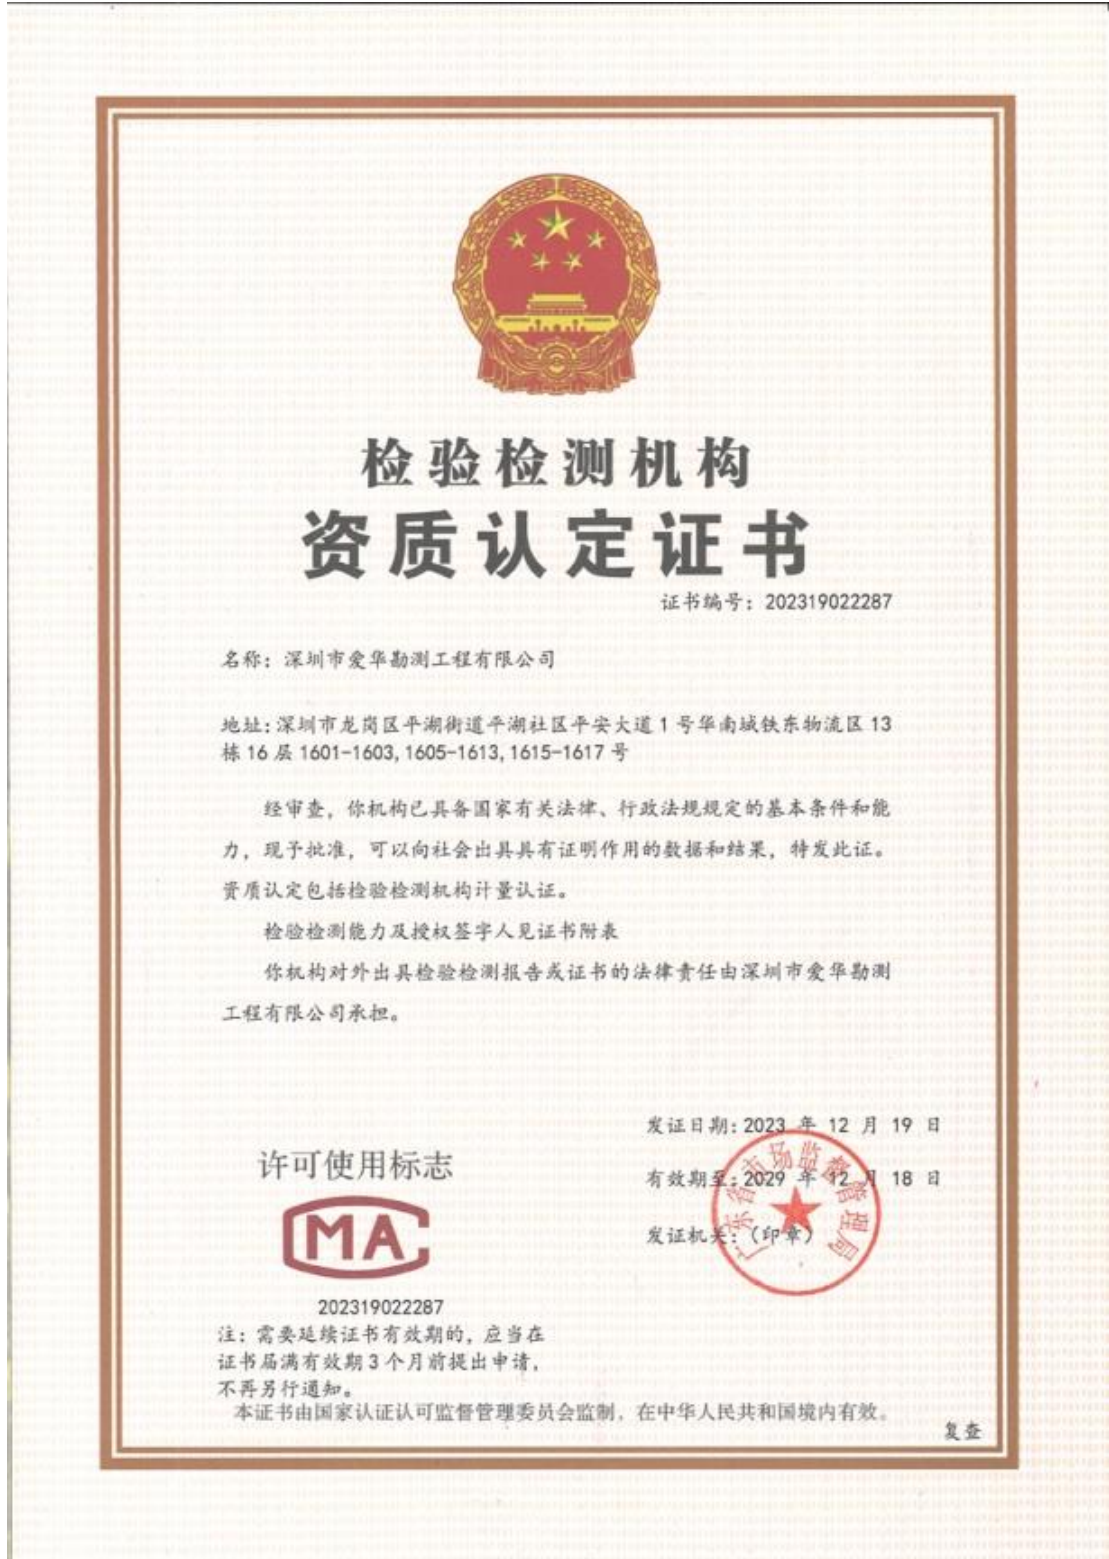 检验检测机构
资质认定证书
证书编号：202319022287
名称：深圳市爱华勘测工程有限公司
地址：深圳市龙岗区平湖街道平湖社区平安大道1号华南城铁东物流区13
栋16层1601-1603,1605-1613,1615-1617号
经审查，你机构已具备国家有关法律、行政法规规定的基本条件和能
力，现予批准，可以向社会出具具有证明作用的数据和结果，特发此证。
资质认定包括检验检测机构计量认证。
检验检测能力及授权签字人见证书附表
你机构对外出具检验检测报告或证书的法律责任由深圳市爱华勘测
工程有限公司承担。
发证日期：2023 年 12 月 19 日
有效期至：2029 年 12 月 18 日
发证机关：（印章）
广东省市场监督管理局
许可使用标志
MA
202319022287
注：需要延续证书有效期的，应当在
证书届满有效期3个月前提出申请，
不再另行通知。
本证书由国家认证认可监督管理委员会监制，在中华人民共和国境内有效。
复查